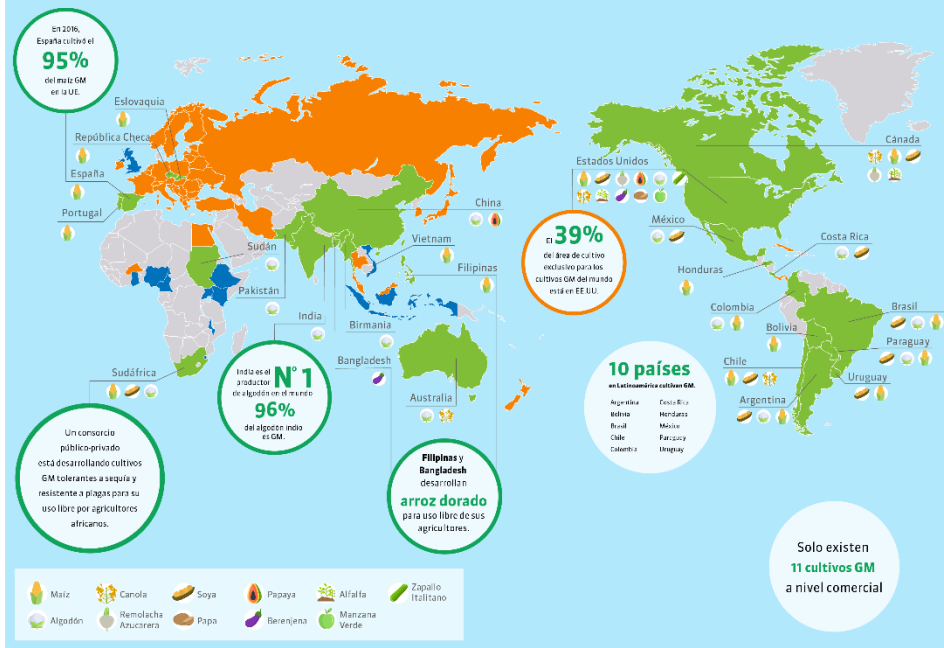 En 2016,
España cultivó el
95%
del maíz GM
en la UE.
Eslovaquia
República Checa
España
Portugal
Sudán
Pakistán
India
Sudáfrica
China
Vietnam
Filipinas
Birmania
Bangladesh
Australia
Estados Unidos
Cánada
México
Costa Rica
Honduras
Colombia
Brasil
Bolivia
Paraguay
Chile
Uruguay
Argentina
El 39%
del área de cultivo
exclusivo para los
cultivos GM del mundo
está en EE.UU.
India es el
productor N° 1
de algodón en el mundo
96%
del algodón indio
es GM.
10 países
en Latinoamérica cultivan GM.
Argentina Costa Rica
Bolivia Honduras
Brasil México
Chile Paraguay
Colombia Uruguay
Un consorcio
público-privado
está desarrollando cultivos
GM tolerantes a sequía y
resistente a plagas para su
uso libre por agricultores
africanos.
Filipinas y
Bangladesh
desarrollan
arroz dorado
para uso libre de sus
agricultores.
Solo existen
11 cultivos GM
a nivel comercial
Maíz Canola Soya Papaya Alfalfa Zapallo
Italitano
Algodón Remolacha
Azucarera Papa Berenjena Manzana
Verde